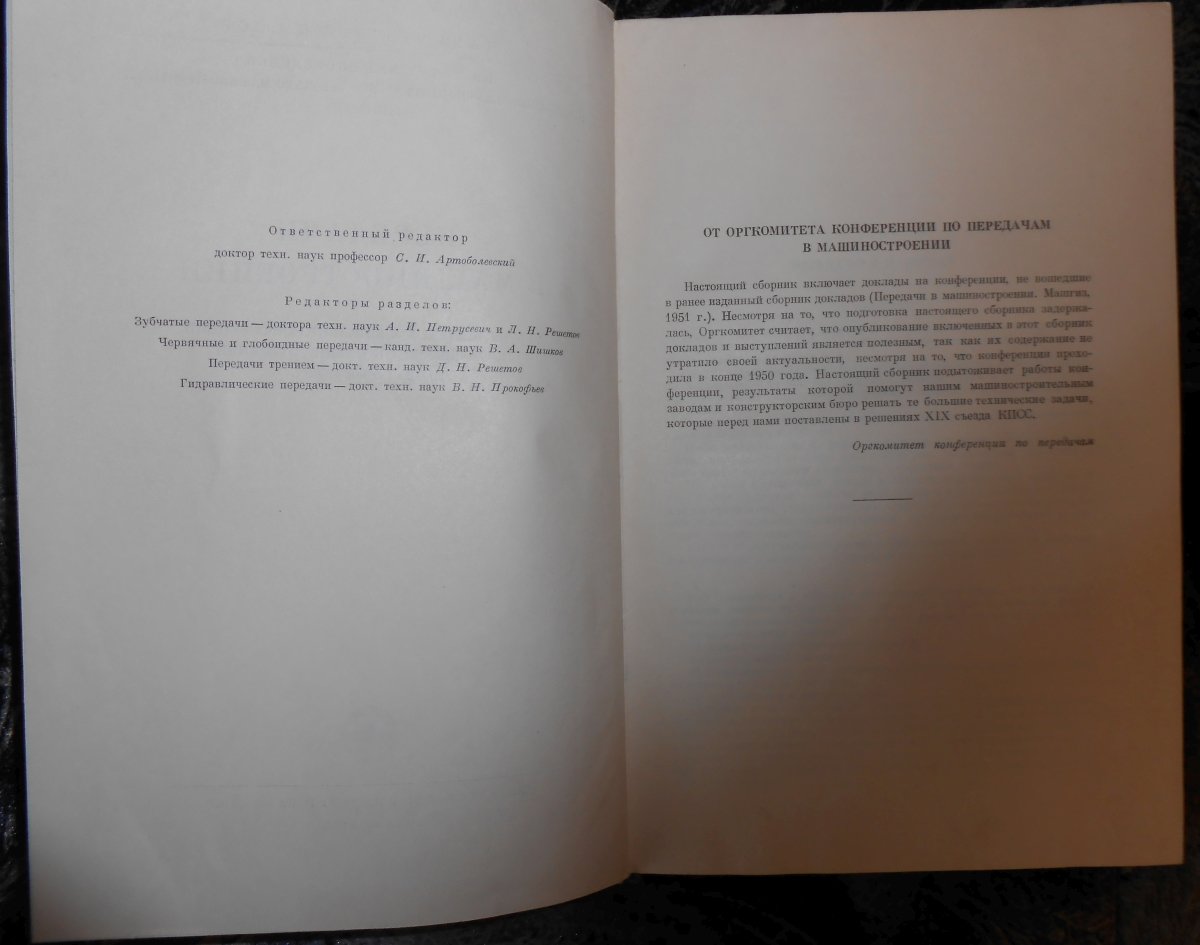 Ответственный редактор
доктор техн. наук профессор С. И. Артоболевский
Редакторы разделов:
Зубчатые передачи — доктора техн. наук А. И. Петрусевич и Л. Н. Решетов
Червячные и глобоидные передачи — канд. техн. наук В. А. Шишков
Передачи трением — докт. техн. наук Д. Н. Решетов
Гидравлические передачи — докт. техн. наук В. Н. Прокофьев
ОТ ОРГКОМИТЕТА КОНФЕРЕНЦИИ ПО ПЕРЕДАЧАМ
В МАШИНОСТРОЕНИИ
Настоящий сборник включает доклады на конференции, не вошедшие
в ранее изданный сборник докладов (Передачи в машиностроении. Машгиз,
1951 г.). Несмотря на то, что подготовка настоящего сборника задержа-
лась, Оргкомитет считает, что опубликование включенных в этот сборник
докладов и выступлений является полезным, так как их содержание не
утратило своей актуальности, несмотря на то, что конференция прохо-
дила в конце 1950 года. Настоящий сборник подытоживает работы кон-
ференции, результаты которой помогут нашим машиностроительным
заводам и конструкторским бюро решать те большие технические задачи,
которые перед нами поставлены в решениях XIX съезда КПСС.
Оргкомитет конференции по передачам